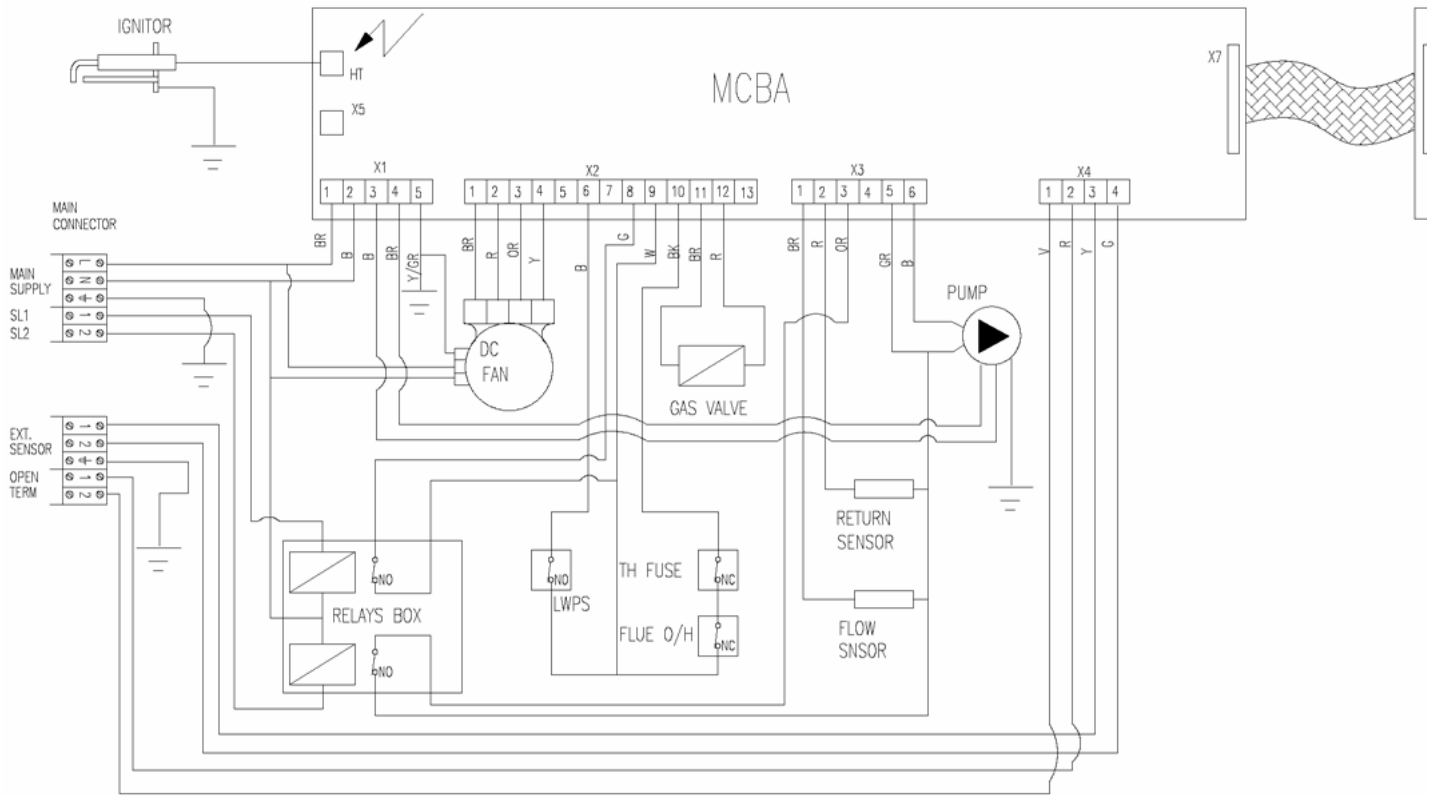 IGNITOR
HT
X5
MCBA
X7
X1
X2
X3
X4
1 2 3 4 5
1 2 3 4 5 6 7 8 9 10 11 12 13
1 2 3 4 5 6
1 2 3 4
MAIN
CONNECTOR
BR
B
B
BR
Y/GR
BR
R
OR
Y
B
G
W
BK
BR
R
BR
R
OR
GR
B
V
R
Y
G
MAIN
SUPPLY
L
N
SL1
1
SL2
2
DC
FAN
GAS VALVE
PUMP
EXT.
SENSOR
1
2
OPEN
TERM
1
2
RETURN
SENSOR
NO
RELAYS BOX
NO
NO
LWPS
TH FUSE
NC
FLUE O/H
NC
FLOW
SNSOR